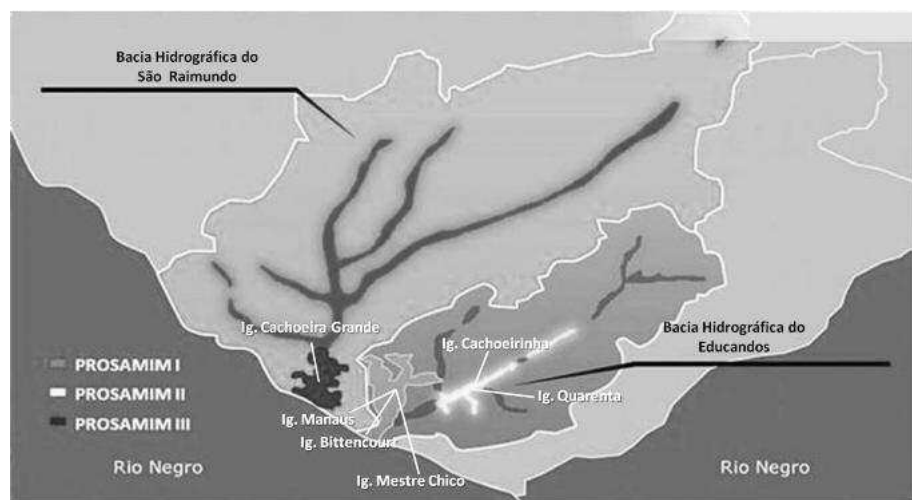 Bacia Hidrográfica do
São Raimundo
Ig. Cachoeira Grande
Ig. Cachoeirinha
Bacia Hidrográfica do
Educandos
PROSAMIM I
PROSAMIM II
PROSAMIM III
Ig. Quarenta
Ig. Manaus
Ig. Bittencourt
Ig. Mestre Chico
Rio Negro
Rio Negro